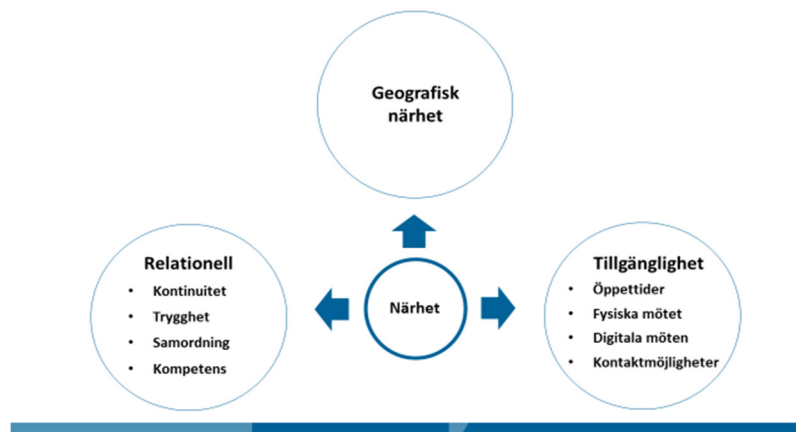 Geografisk
närhet
Relationell
• Kontinuitet
• Trygghet
• Samordning
• Kompetens
Närhet
Tillgänglighet
• Öppettider
• Fysiska mötet
• Digitala möten
• Kontaktmöjligheter